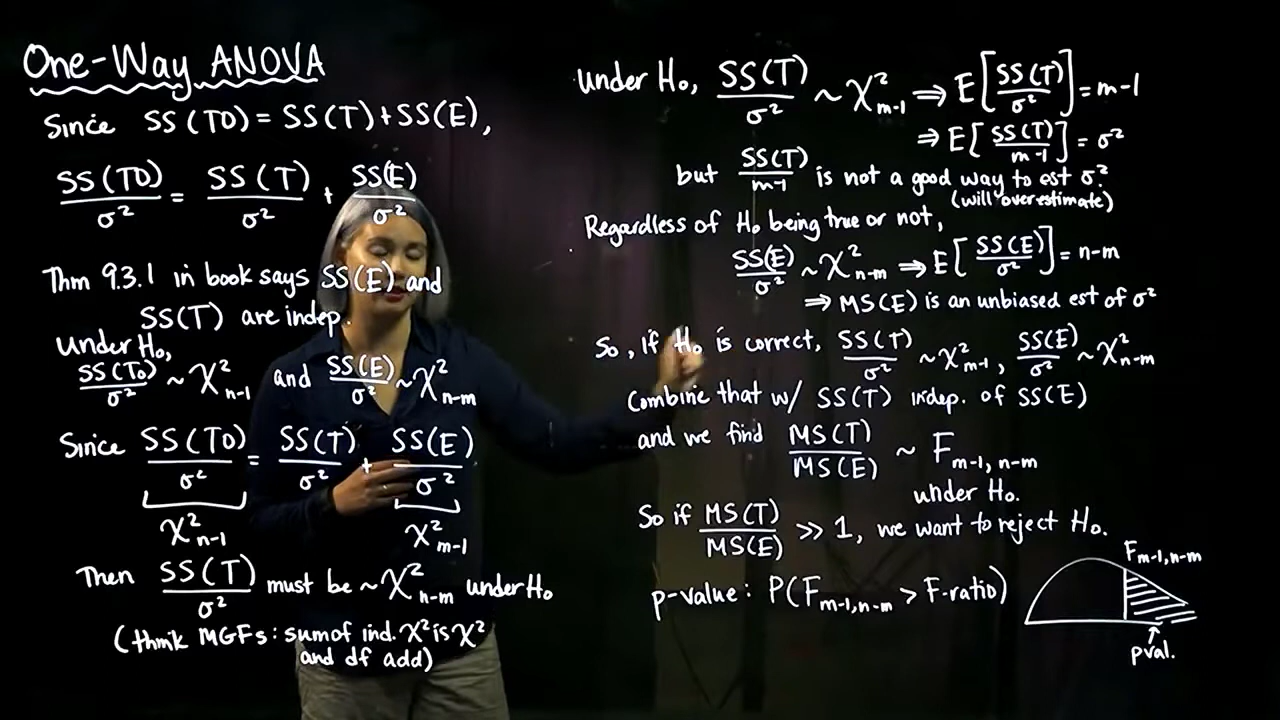 One-Way ANOVA
Since SS(TO) = SS(T) + SS(E),
SS(TO)/σ² = SS(T)/σ² + SS(E)/σ²
Thm 9.3.1 in book says SS(E) and
SS(T) are indep.
Under H₀,
SS(TO)/σ² ~ χ²ₙ₋₁ and SS(E)/σ² ~ χ²ₙ₋ₘ
Since SS(TO)/σ² = SS(T)/σ² + SS(E)/σ²
χ²ₙ₋₁ χ²ₘ₋₁
Then SS(T)/σ² must be ~ χ²ₙ₋ₘ under H₀
(think MGFs: sum of ind. χ² is χ²
and df add)
under H₀, SS(T)/σ² ~ χ²ₘ₋₁ ⇒ E[SS(T)/σ²] = m-1
⇒ E[SS(T)/m-1] = σ²
but SS(T)/m-1 is not a good way to est σ².
(will overestimate)
Regardless of H₀ being true or not,
SS(E)/σ² ~ χ²ₙ₋ₘ ⇒ E[SS(E)/σ²] = n-m
⇒ MS(E) is an unbiased est of σ²
So, if H₀ is correct, SS(T)/σ² ~ χ²ₘ₋₁, SS(E)/σ² ~ χ²ₙ₋ₘ
Combine that w/ SS(T) indep. of SS(E)
and we find MS(T)/MS(E) ~ Fₘ₋₁,ₙ₋ₘ
under H₀.
So if MS(T)/MS(E) >> 1, we want to reject H₀.
p-value: P(Fₘ₋₁,ₙ₋ₘ > F-ratio)
Fₘ₋₁,ₙ₋ₘ
pval.